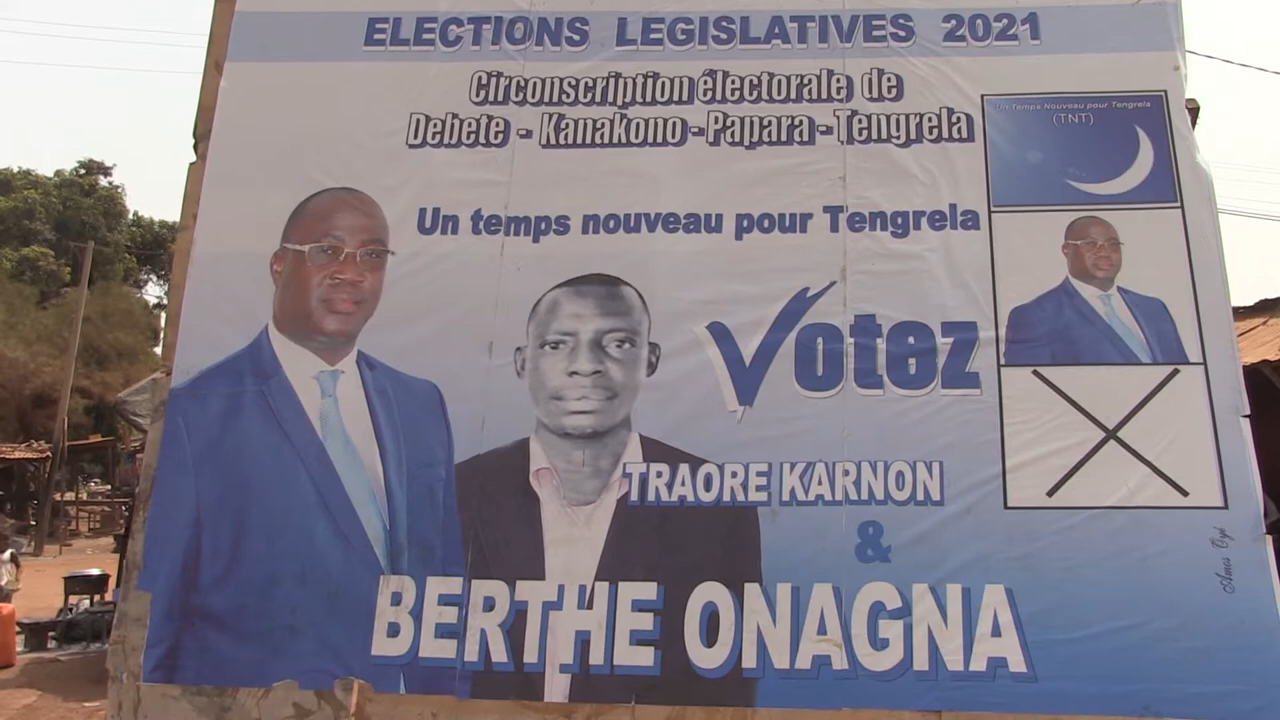 ELECTIONS LEGISLATIVES 2021
Circonscription électorale de
Debete - Kanakono - Papara - Tengrela
Un Temps Nouveau pour Tengrela
(TNT)
Un temps nouveau pour Tengrela
Votez
TRAORE KARNON
&
BERTHE ONAGNA